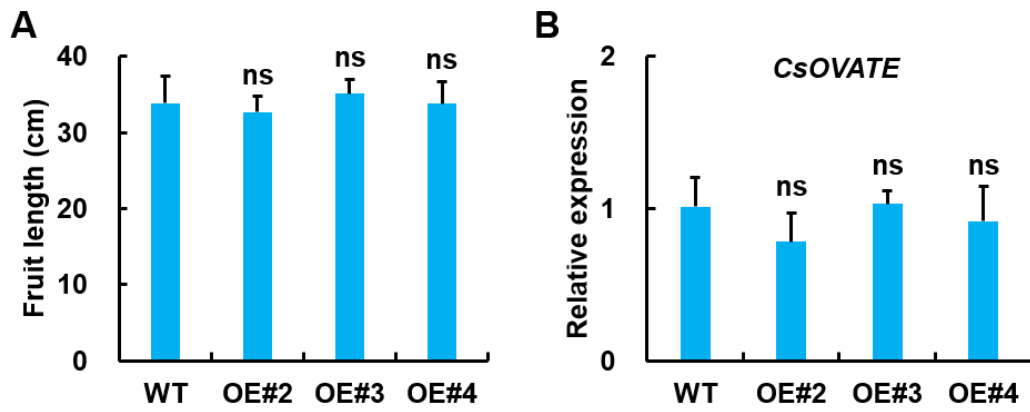 A
Fruit length (cm)
40
30
20
10
0
ns
ns
ns
WT OE#2 OE#3 OE#4
B
CsOVATE
Relative expression
2
1
0
ns
ns
ns
WT OE#2 OE#3 OE#4